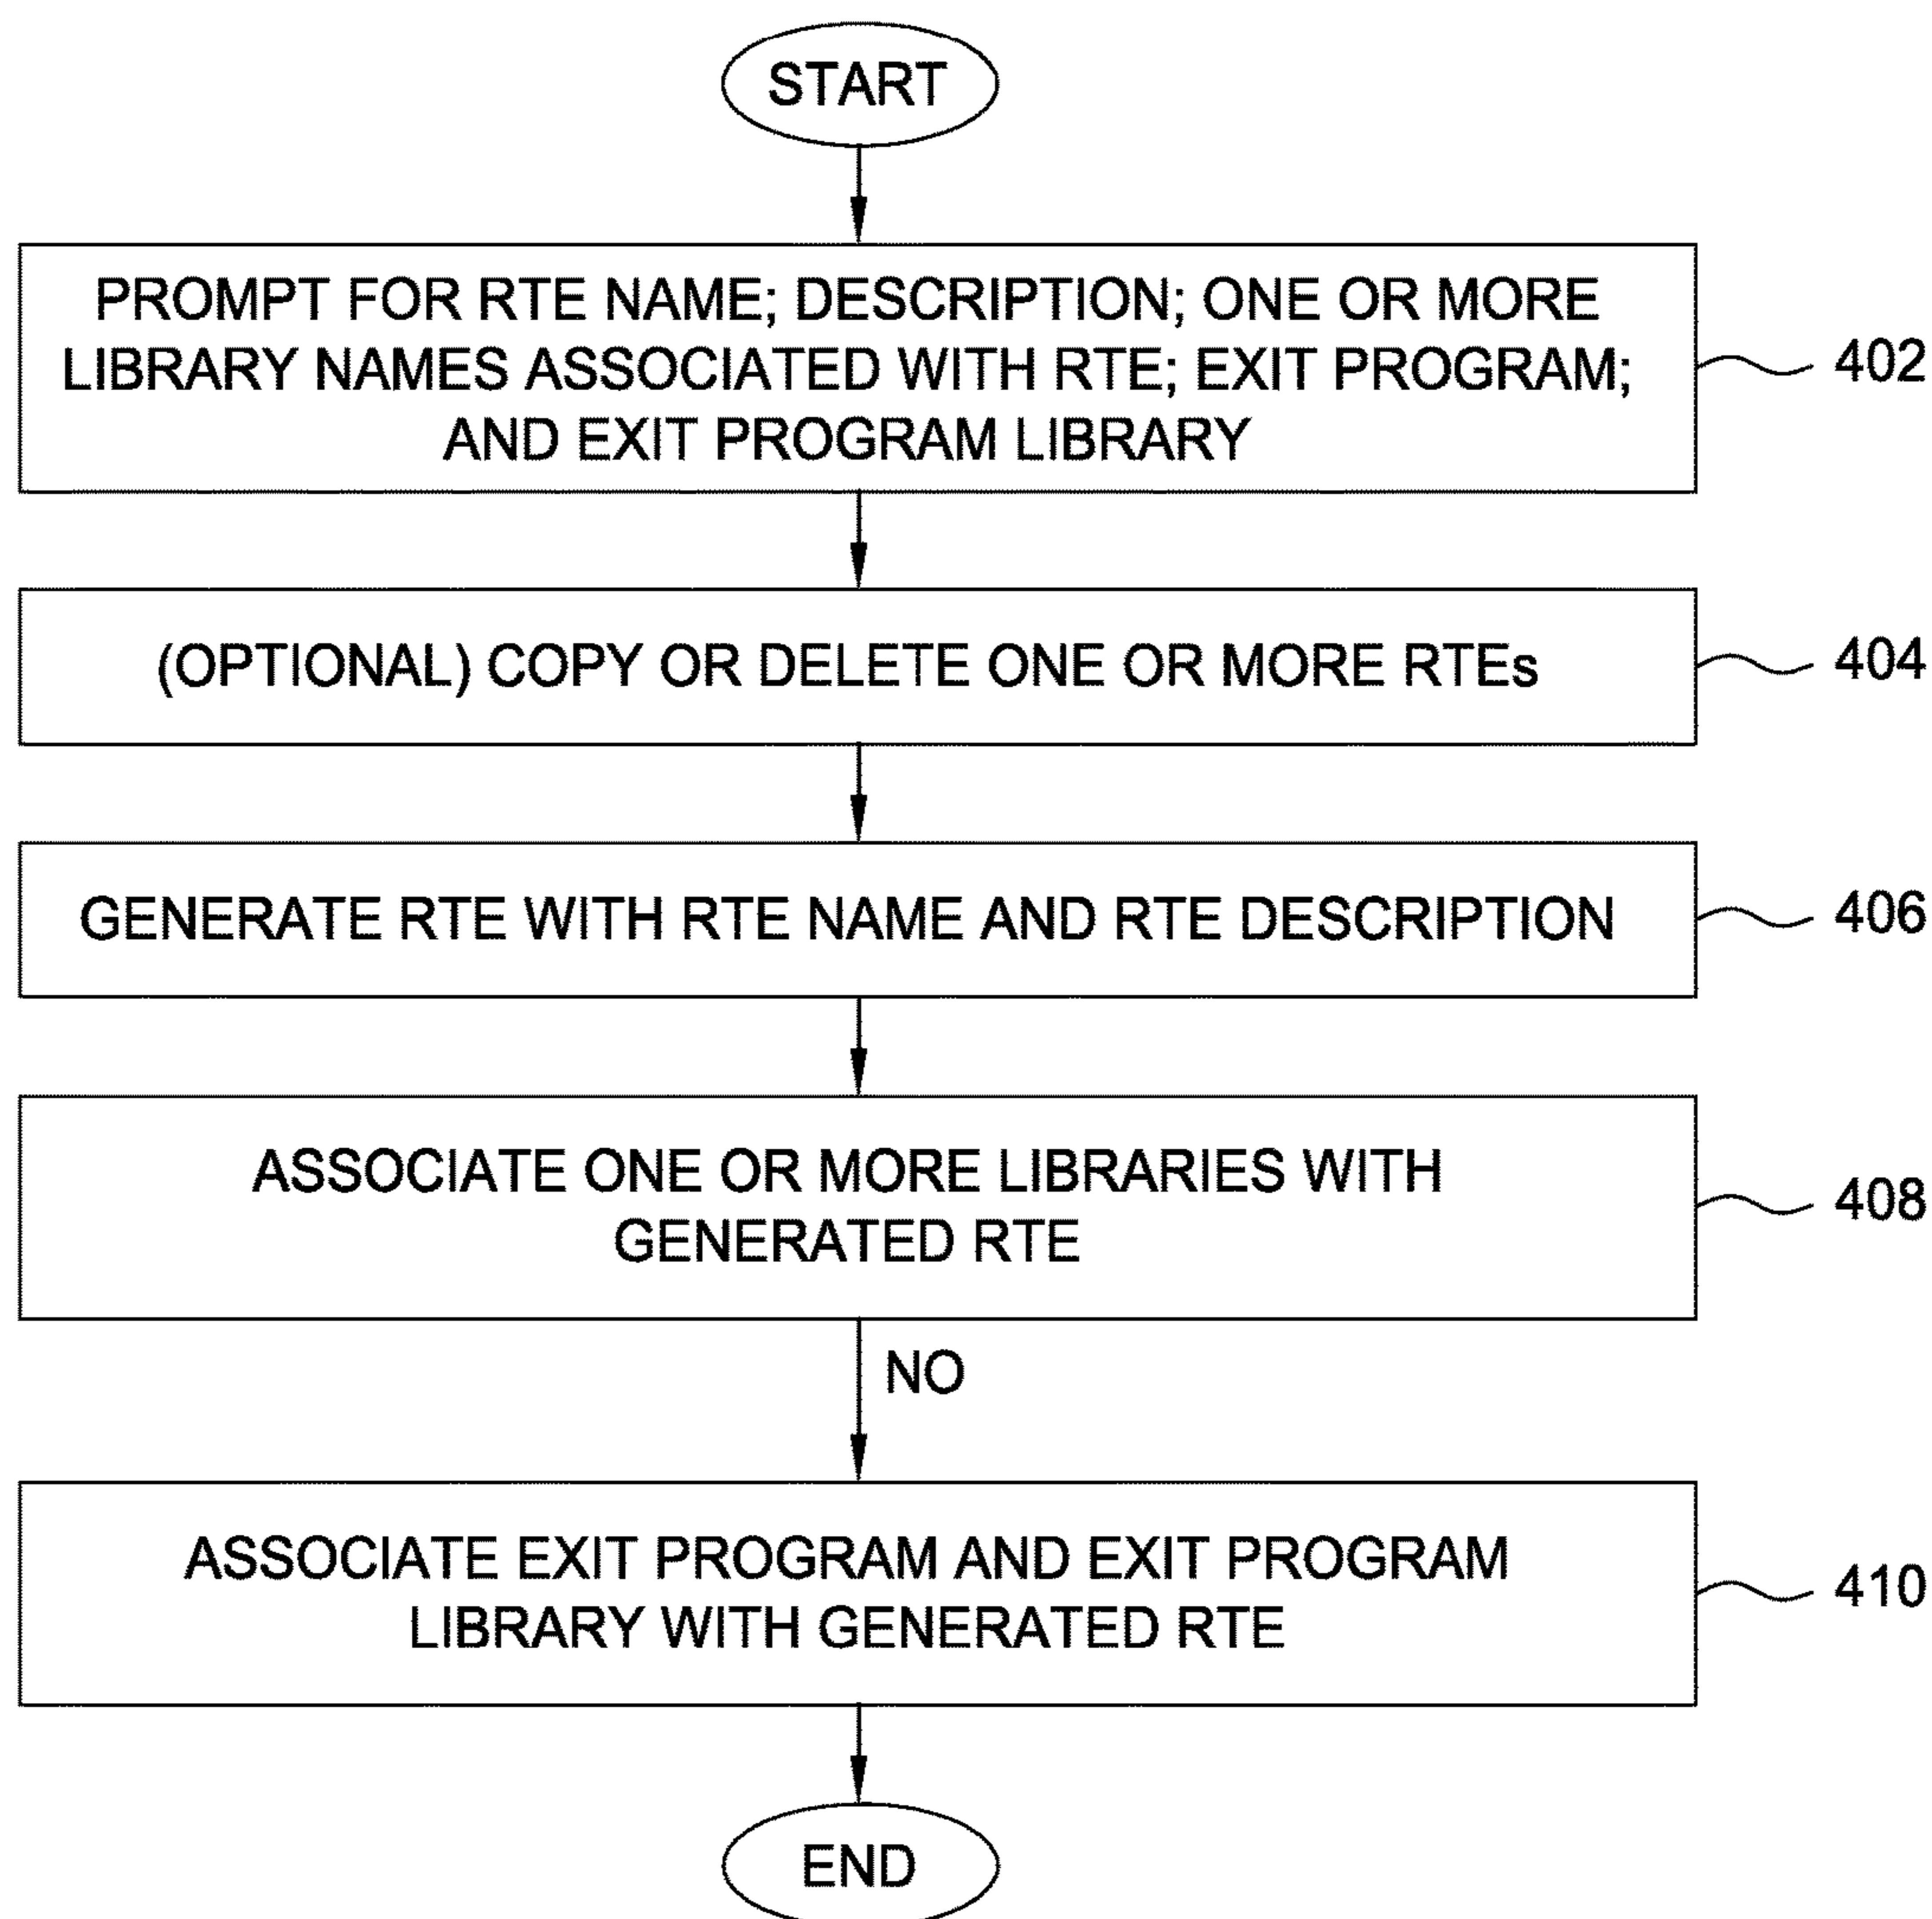 START
PROMPT FOR RTE NAME; DESCRIPTION; ONE OR MORE
LIBRARY NAMES ASSOCIATED WITH RTE; EXIT PROGRAM;
AND EXIT PROGRAM LIBRARY
402
(OPTIONAL) COPY OR DELETE ONE OR MORE RTEs
404
GENERATE RTE WITH RTE NAME AND RTE DESCRIPTION
406
ASSOCIATE ONE OR MORE LIBRARIES WITH
GENERATED RTE
408
NO
ASSOCIATE EXIT PROGRAM AND EXIT PROGRAM
LIBRARY WITH GENERATED RTE
410
END